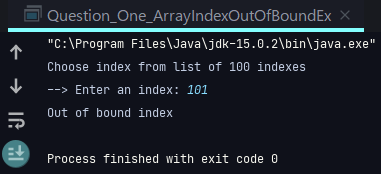 Question_One_ArrayIndexOutOfBoundEx
"C:\Program Files\Java\jdk-15.0.2\bin\java.exe"
Choose index from list of 100 indexes
--> Enter an index: 101
Out of bound index
Process finished with exit code 0